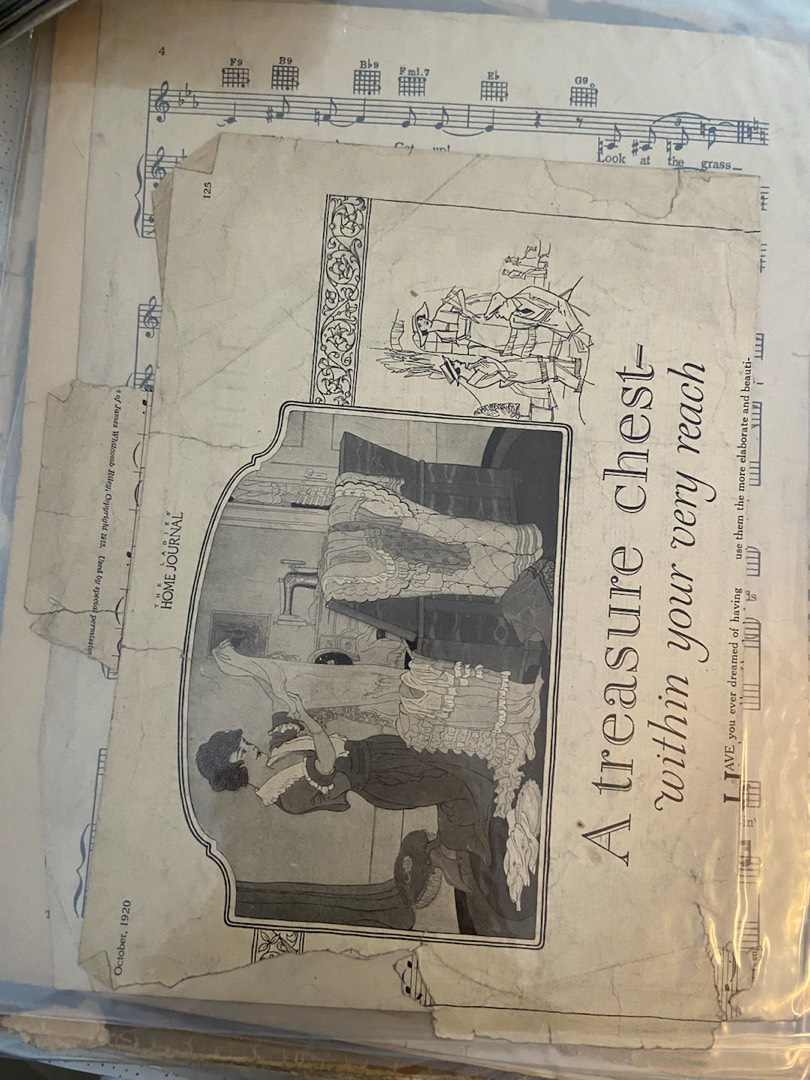 4
F9 B9 B♭9 Fmi.7 E♭ G9
Get up!
Look at the grass
October, 1920
THE LADIES'
HOME JOURNAL
125
A treasure chest–
within your very reach
HAVE you ever dreamed of having
use them the more elaborate and beauti-
of James Whitcomb Riley, Copyright 1913. Used by special permission